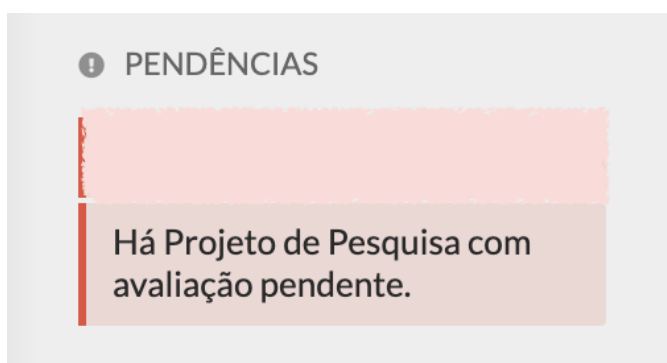 PENDÊNCIAS
Há Projeto de Pesquisa com
avaliação pendente.